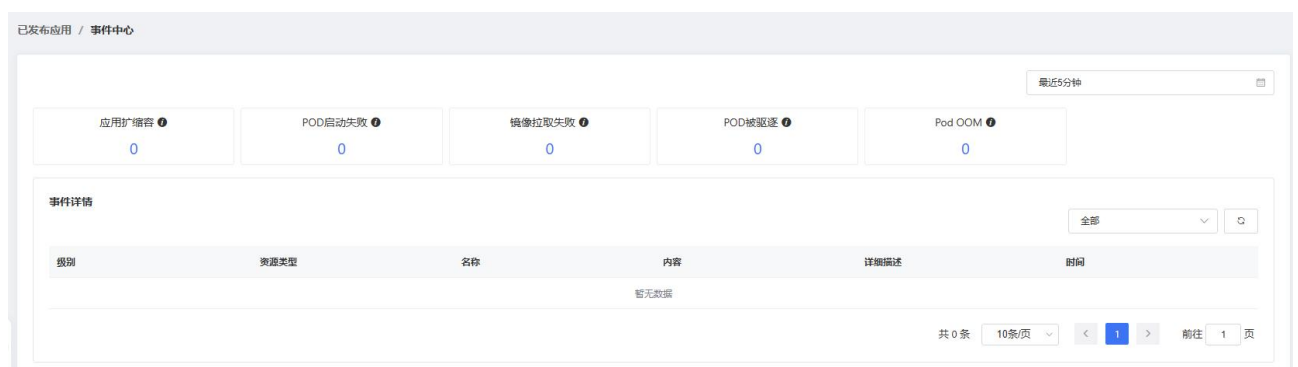 已发布应用 / 事件中心
最近5分钟
应用扩缩容 POD启动失败 镜像拉取失败 POD被驱逐 Pod OOM
0 0 0 0 0
事件详情
全部
级别 资源类型 名称 内容 详细描述 时间
暂无数据
共 0 条 10条/页 < 1 > 前往 1 页